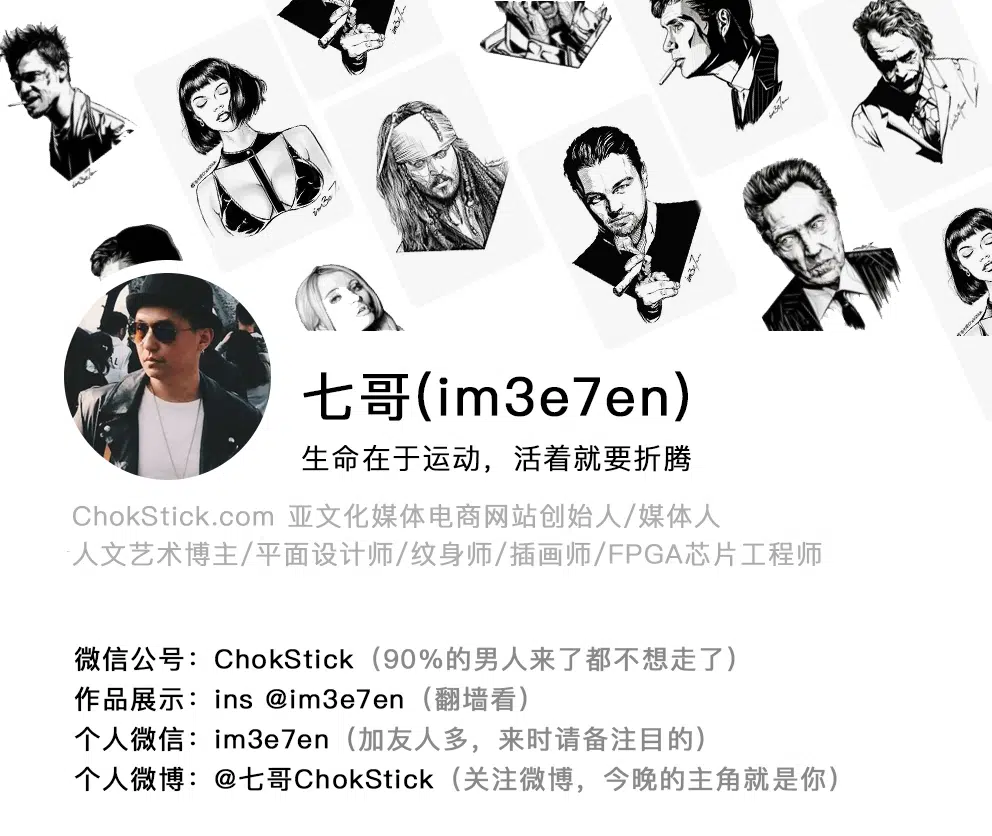 七哥(im3e7en)
生命在于运动，活着就要折腾
ChokStick.com 亚文化媒体电商网站创始人/媒体人
人文艺术博主/平面设计师/纹身师/插画师/FPGA芯片工程师
微信公号：ChokStick（90%的男人来了都不想走了）
作品展示：ins @im3e7en（翻墙看）
个人微信：im3e7en（加友人多，来时请备注目的）
个人微博：@七哥ChokStick（关注微博，今晚的主角就是你）